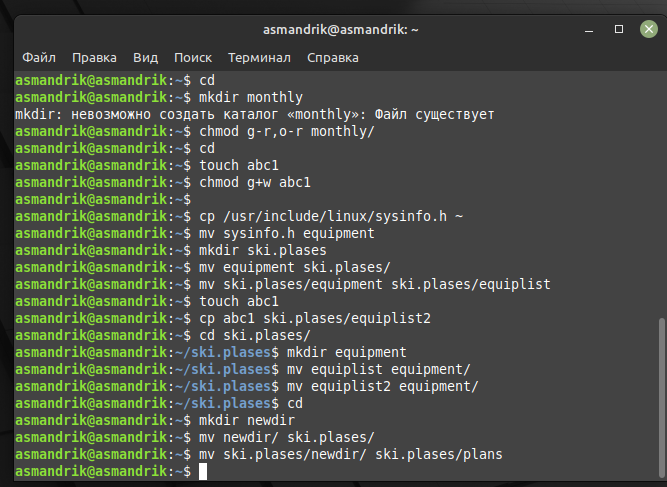 asmandrik@asmandrik: ~
Файл Правка Вид Поиск Терминал Справка
asmandrik@asmandrik:~$ cd
asmandrik@asmandrik:~$ mkdir monthly
mkdir: невозможно создать каталог «monthly»: Файл существует
asmandrik@asmandrik:~$ chmod g-r,o-r monthly/
asmandrik@asmandrik:~$ cd
asmandrik@asmandrik:~$ touch abc1
asmandrik@asmandrik:~$ chmod g+w abc1
asmandrik@asmandrik:~$
asmandrik@asmandrik:~$ cp /usr/include/linux/sysinfo.h ~
asmandrik@asmandrik:~$ mv sysinfo.h equipment
asmandrik@asmandrik:~$ mkdir ski.plases
asmandrik@asmandrik:~$ mv equipment ski.plases/
asmandrik@asmandrik:~$ mv ski.plases/equipment ski.plases/equiplist
asmandrik@asmandrik:~$ touch abc1
asmandrik@asmandrik:~$ cp abc1 ski.plases/equiplist2
asmandrik@asmandrik:~$ cd ski.plases/
asmandrik@asmandrik:~/ski.plases$ mkdir equipment
asmandrik@asmandrik:~/ski.plases$ mv equiplist equipment/
asmandrik@asmandrik:~/ski.plases$ mv equiplist2 equipment/
asmandrik@asmandrik:~/ski.plases$ cd
asmandrik@asmandrik:~$ mkdir newdir
asmandrik@asmandrik:~$ mv newdir/ ski.plases/
asmandrik@asmandrik:~$ mv ski.plases/newdir/ ski.plases/plans
asmandrik@asmandrik:~$